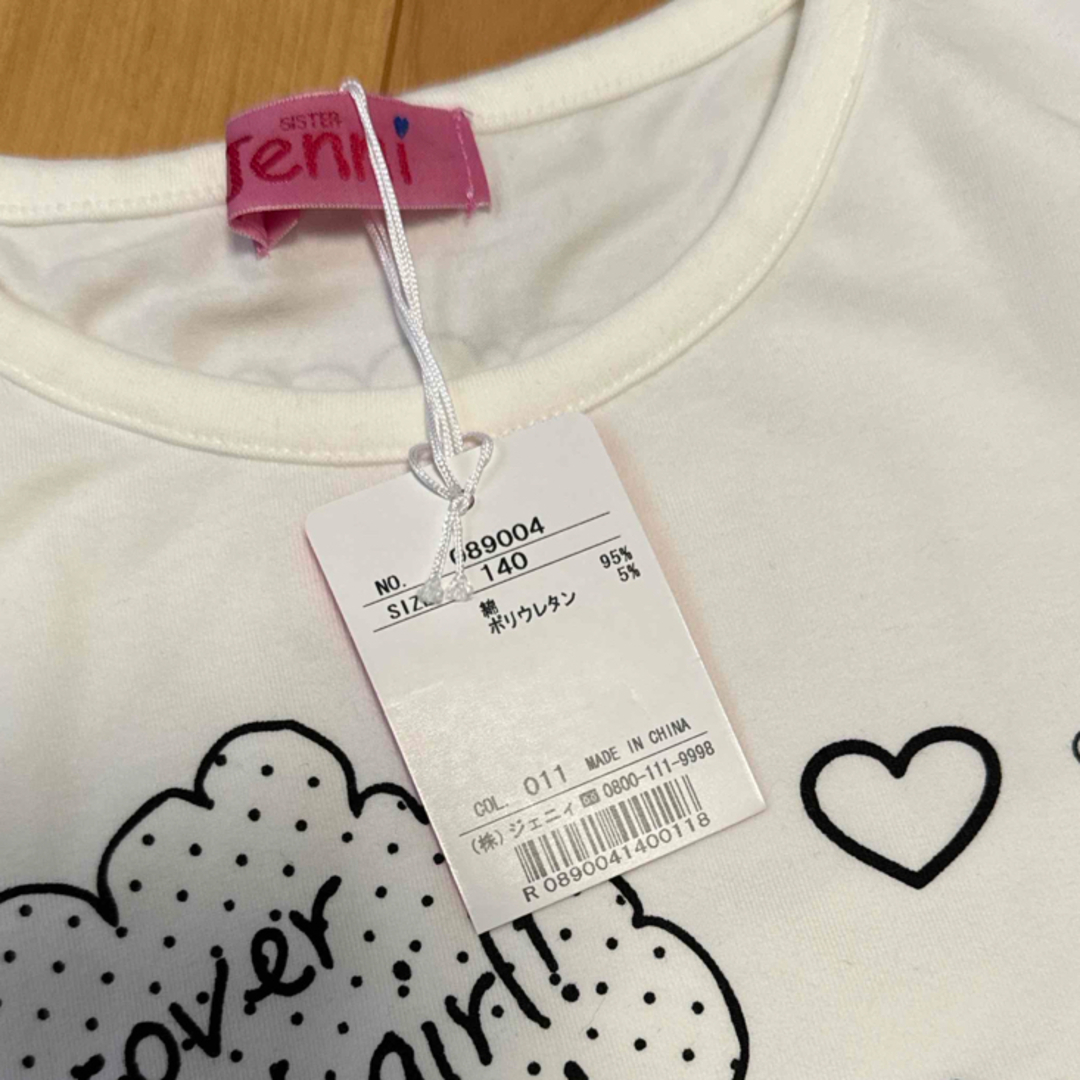 SISTER
Jenni
NO. 089004
SIZE 140
綿 95%
ポリウレタン 5%
COL. 011 MADE IN CHINA
(株)ジェニィ 0800-111-9998
R 0890041400118
over
girl!